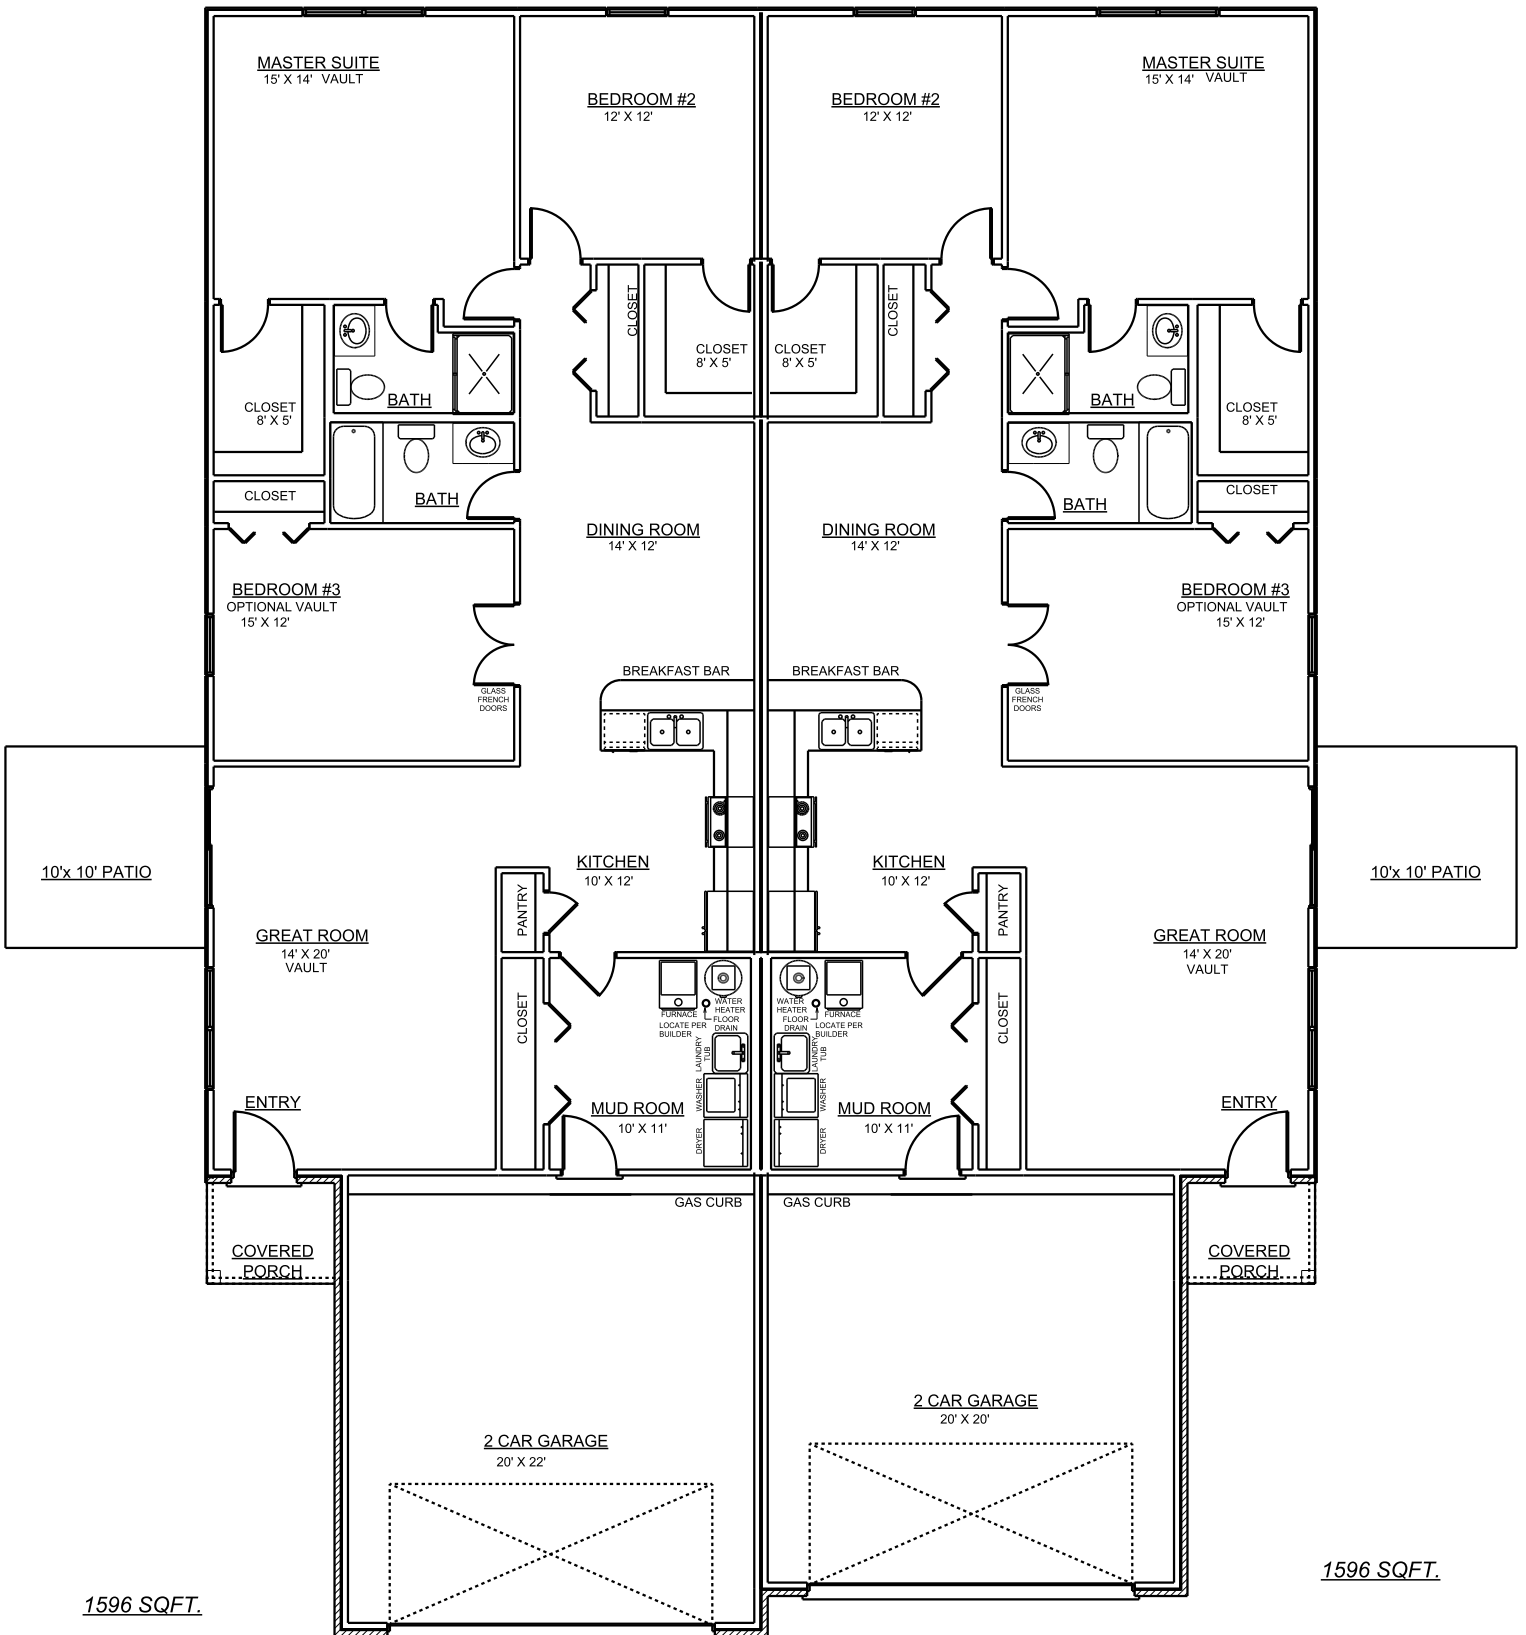 MASTER SUITE
15' X 14' VAULT
BEDROOM #2
12' X 12'
BEDROOM #2
12' X 12'
MASTER SUITE
15' X 14' VAULT
CLOSET
CLOSET
8' X 5'
CLOSET
8' X 5'
CLOSET
CLOSET
8' X 5'
BATH
BATH
CLOSET
8' X 5'
CLOSET
BATH
BATH
CLOSET
DINING ROOM
14' X 12'
DINING ROOM
14' X 12'
BEDROOM #3
OPTIONAL VAULT
15' X 12'
BEDROOM #3
OPTIONAL VAULT
15' X 12'
GLASS
FRENCH
DOORS
BREAKFAST BAR
BREAKFAST BAR
GLASS
FRENCH
DOORS
10'x 10' PATIO
KITCHEN
10' X 12'
KITCHEN
10' X 12'
10'x 10' PATIO
PANTRY
PANTRY
GREAT ROOM
14' X 20'
VAULT
GREAT ROOM
14' X 20'
VAULT
CLOSET
FURNACE
LOCATE PER
BUILDER
WATER
HEATER
FLOOR
DRAIN
WATER
HEATER
FLOOR
DRAIN
FURNACE
LOCATE PER
BUILDER
CLOSET
LAUNDRY
TUB
LAUNDRY
TUB
WASHER
WASHER
DRYER
DRYER
ENTRY
MUD ROOM
10' X 11'
MUD ROOM
10' X 11'
ENTRY
GAS CURB
GAS CURB
COVERED
PORCH
COVERED
PORCH
2 CAR GARAGE
20' X 22'
2 CAR GARAGE
20' X 20'
1596 SQFT.
1596 SQFT.